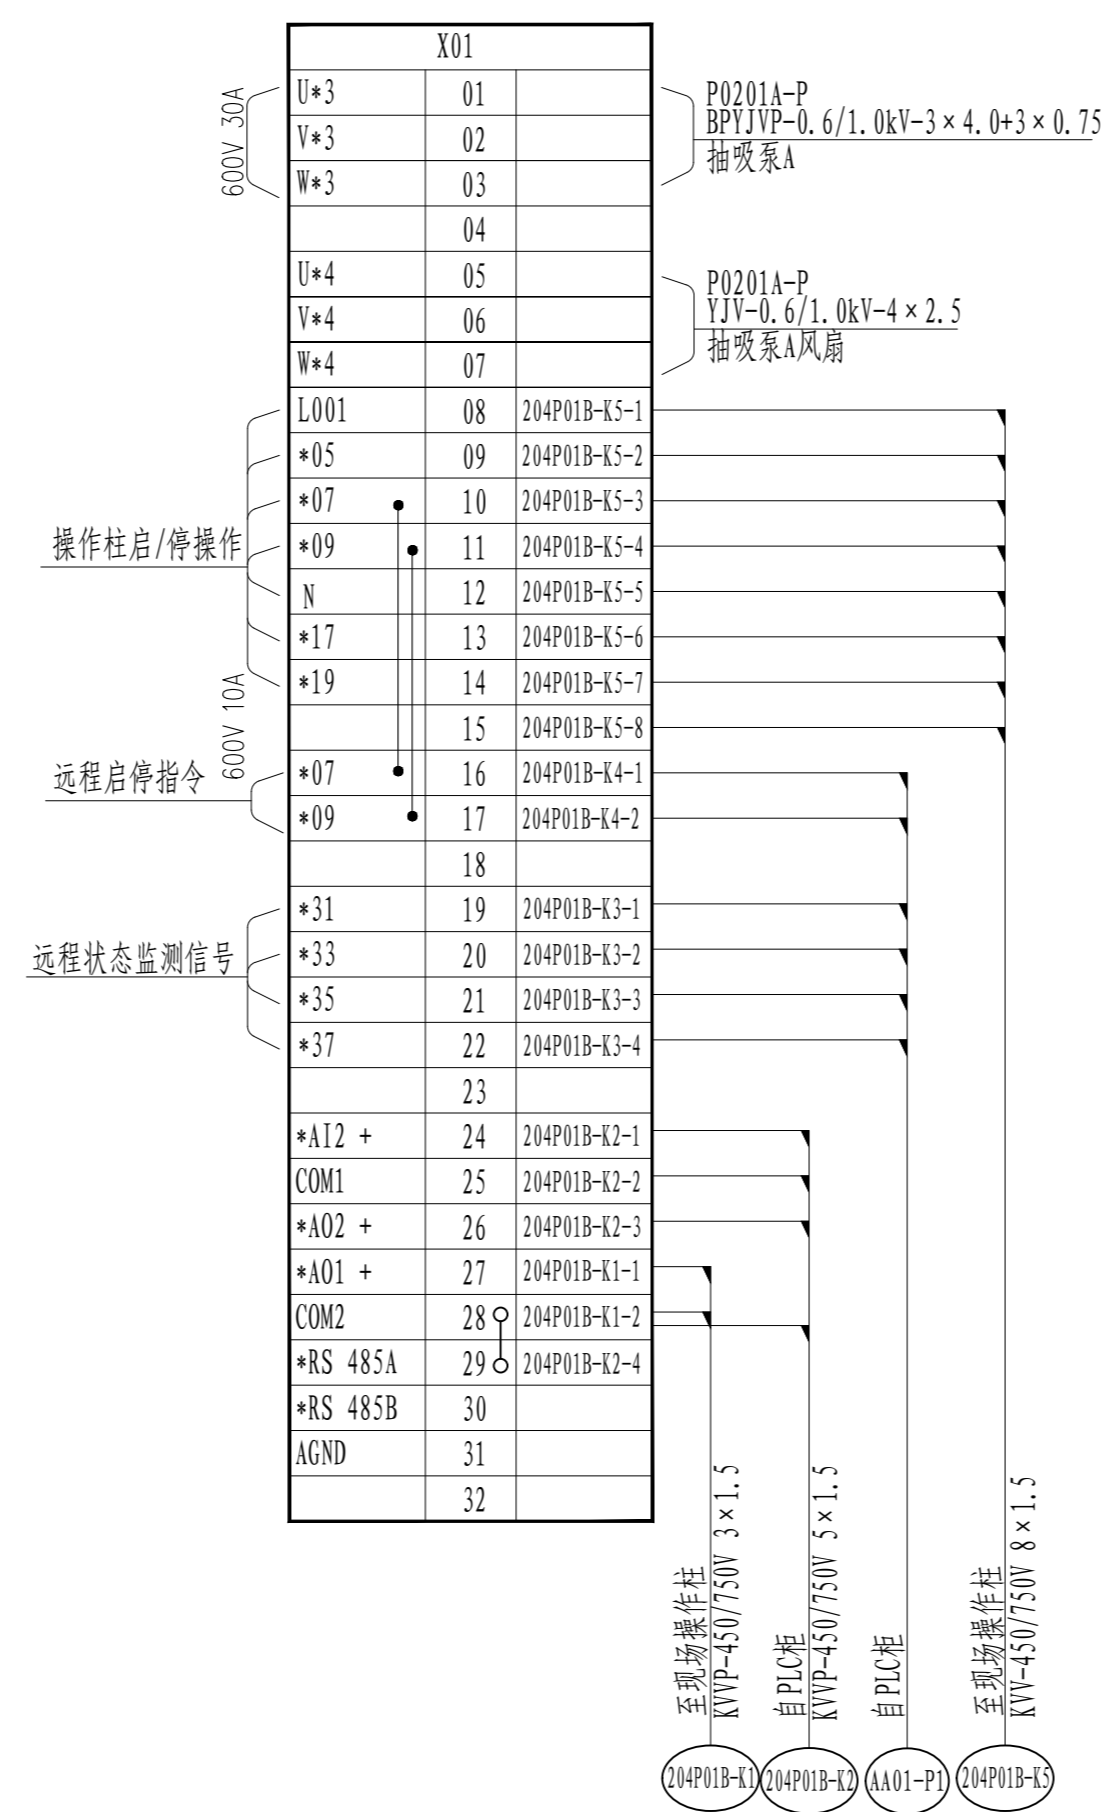 X01
U*3 01
V*3 02
W*3 03
04
U*4 05
V*4 06
W*4 07
L001 08 204P01B-K5-1
*05 09 204P01B-K5-2
*07 10 204P01B-K5-3
*09 11 204P01B-K5-4
N 12 204P01B-K5-5
*17 13 204P01B-K5-6
*19 14 204P01B-K5-7
15 204P01B-K5-8
*07 16 204P01B-K4-1
*09 17 204P01B-K4-2
18
*31 19 204P01B-K3-1
*33 20 204P01B-K3-2
*35 21 204P01B-K3-3
*37 22 204P01B-K3-4
23
*AI2 + 24 204P01B-K2-1
COM1 25 204P01B-K2-2
*AO2 + 26 204P01B-K2-3
*AO1 + 27 204P01B-K1-1
COM2 28 204P01B-K1-2
*RS 485A 29 204P01B-K2-4
*RS 485B 30
AGND 31
32
600V 30A
操作柱启/停操作
600V 10A
远程启停指令
远程状态监测信号
P0201A-P
BPYJVP-0.6/1.0kV-3×4.0+3×0.75
抽吸泵A
P0201A-P
YJV-0.6/1.0kV-4×2.5
抽吸泵A风扇
至现场操作柱
KVVP-450/750V 3×1.5
自PLC柜
KVVP-450/750V 5×1.5
自PLC柜
至现场操作柱
KVV-450/750V 8×1.5
204P01B-K1
204P01B-K2
AA01-P1
204P01B-K5